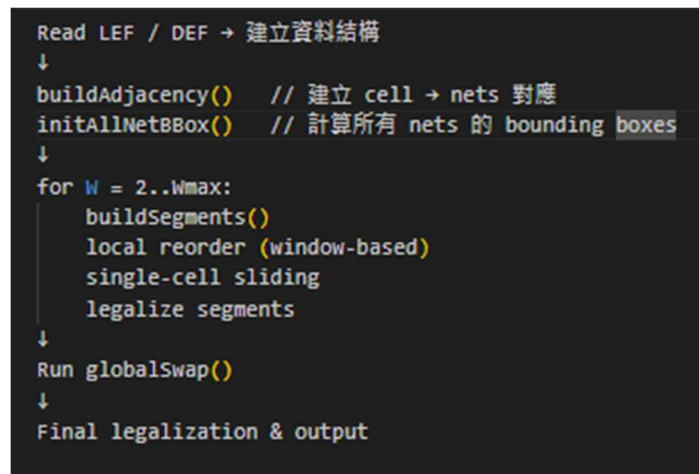 Read LEF / DEF → 建立資料結構
↓
buildAdjacency()   // 建立 cell → nets 對應
initAllNetBBox()   // 計算所有 nets 的 bounding boxes
↓
for W = 2..Wmax:
    buildSegments()
    local reorder (window-based)
    single-cell sliding
    legalize segments
↓
Run globalSwap()
↓
Final legalization & output